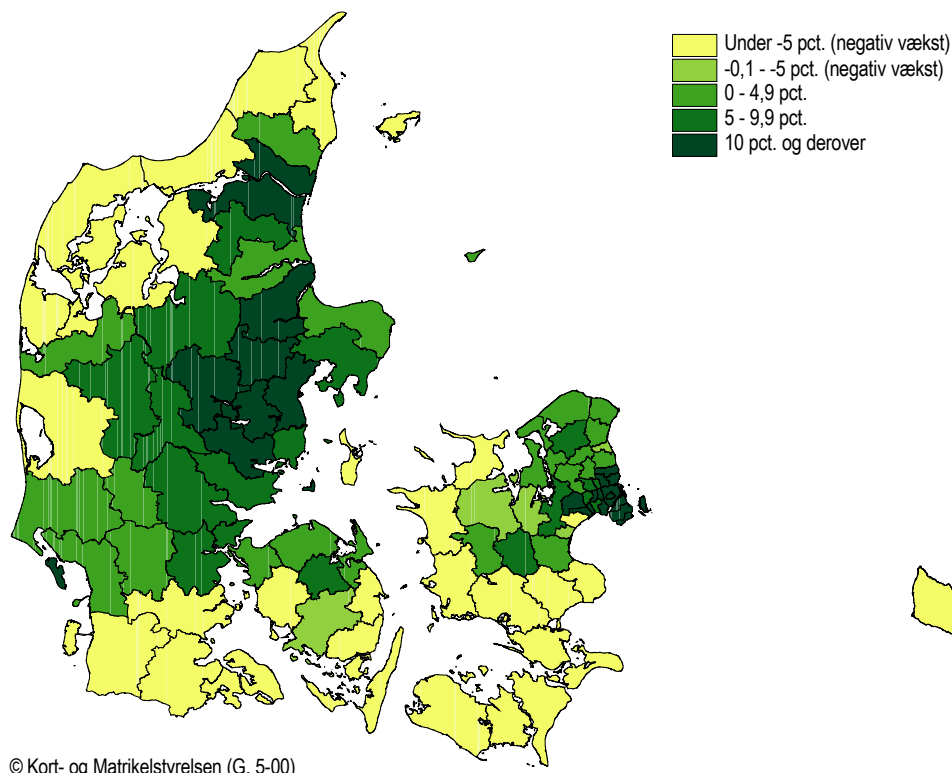 Under -5 pct. (negativ vækst)
-0,1 - -5 pct. (negativ vækst)
0 - 4,9 pct.
5 - 9,9 pct.
10 pct. og derover
© Kort- og Matrikelstyrelsen (G. 5-00)